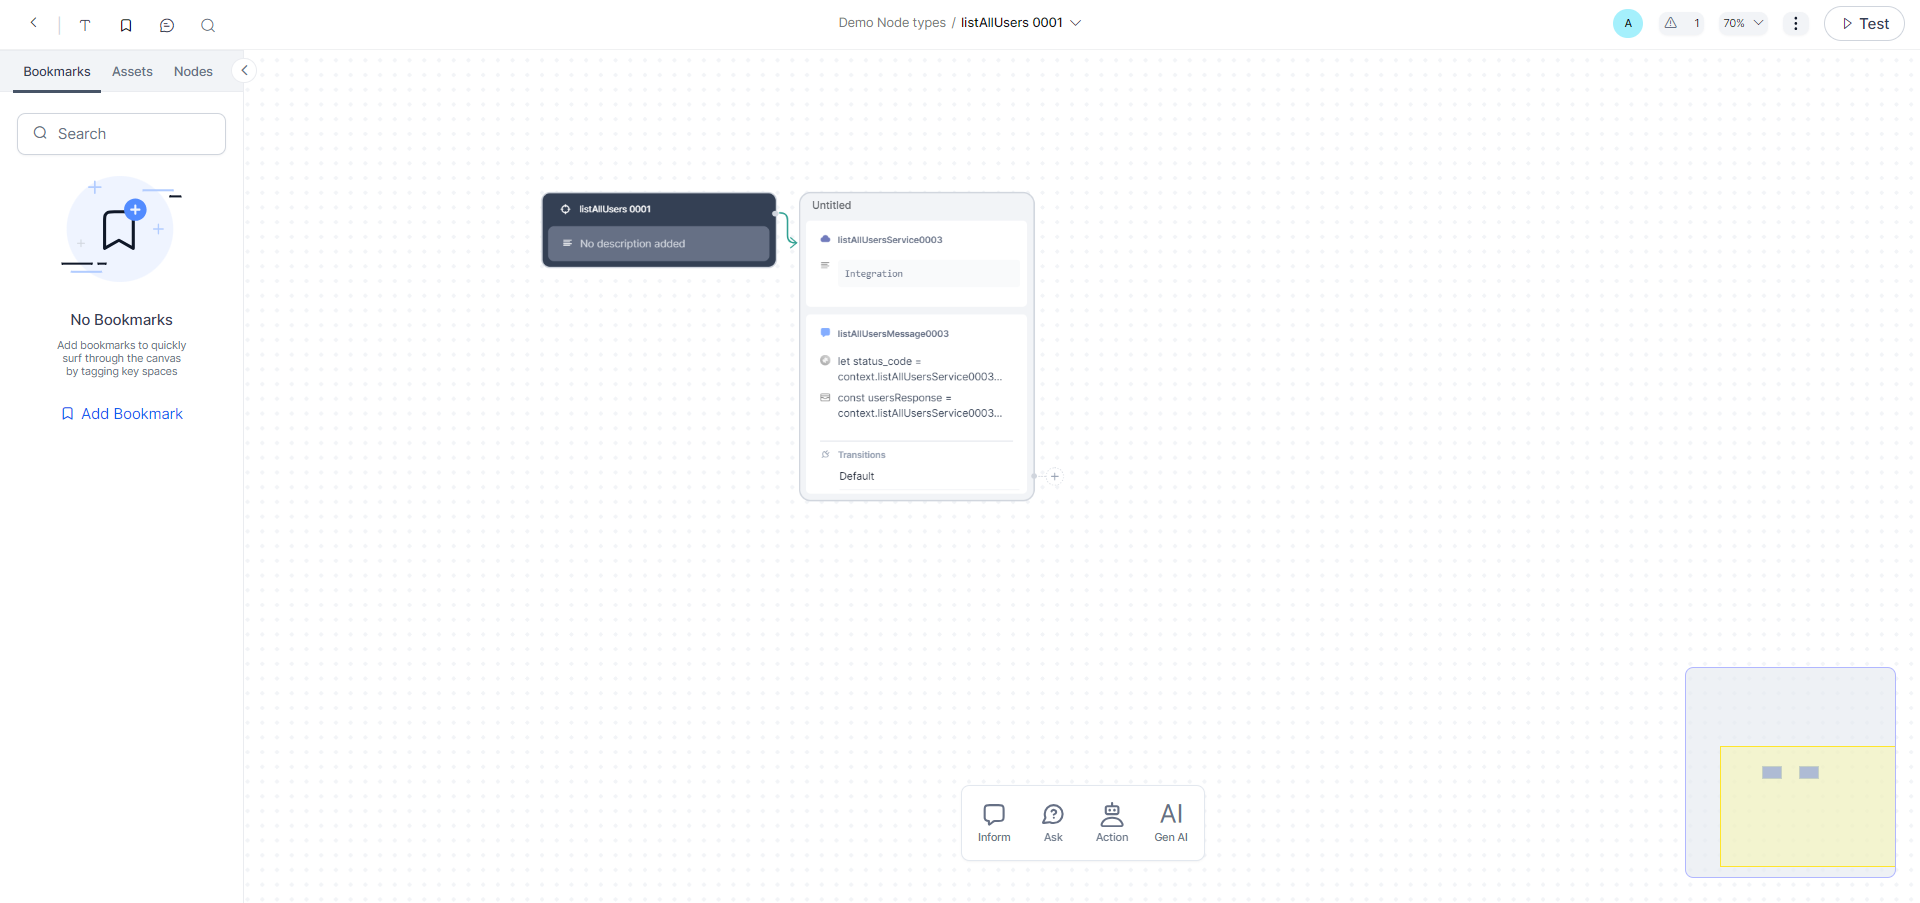 Demo Node types / listAllUsers 0001
A
1
70%
Test
Bookmarks
Assets
Nodes
Search
No Bookmarks
Add bookmarks to quickly
surf through the canvas
by tagging key spaces
Add Bookmark
listAllUsers 0001
No description added
Untitled
listAllUsersService0003
Integration
listAllUsersMessage0003
let status_code =
context.listAllUsersService0003...
const usersResponse =
context.listAllUsersService0003...
Transitions
Default
Inform
Ask
Action
AI
Gen AI